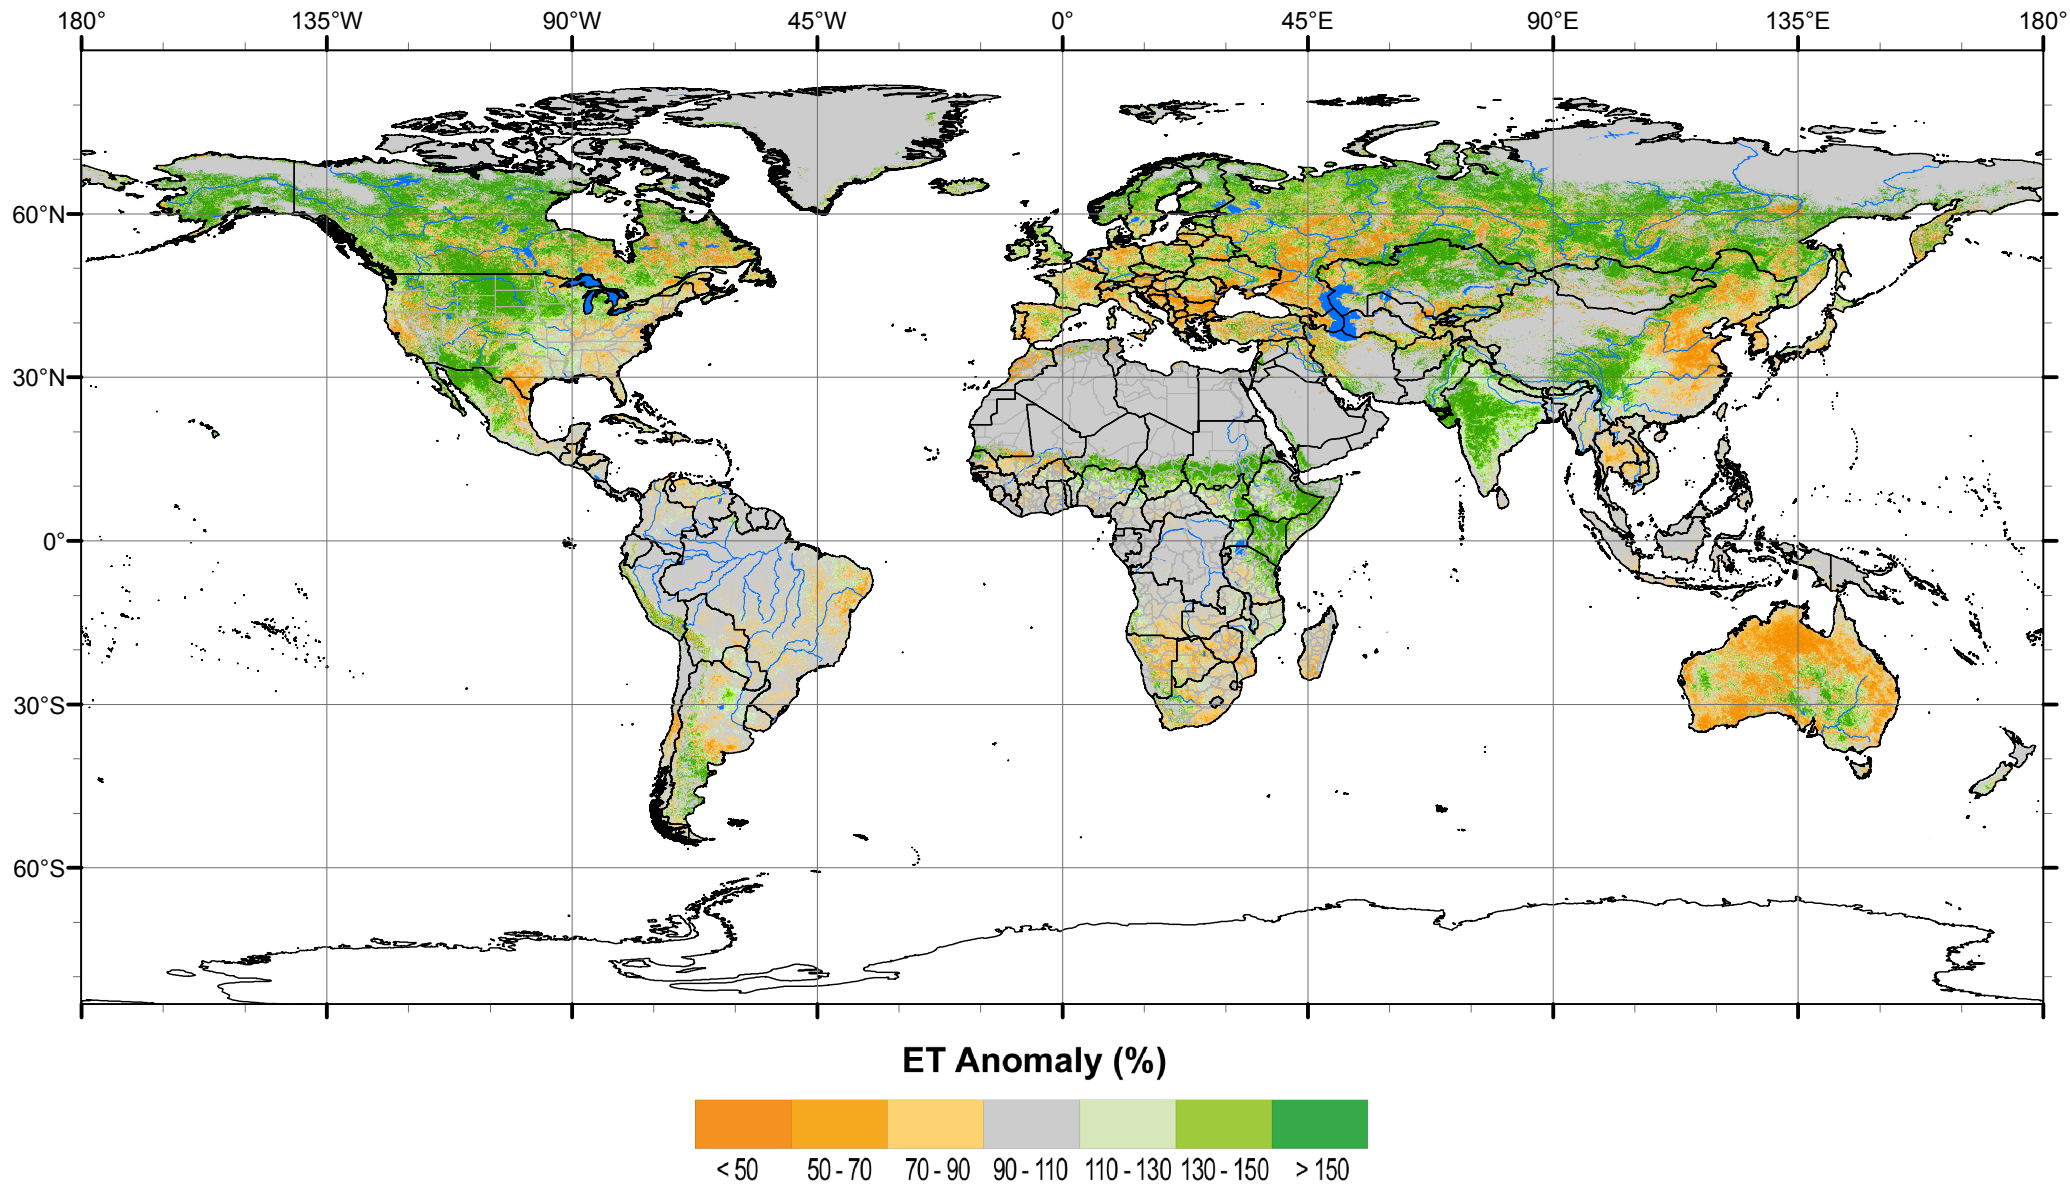 180° 135°W 90°W 45°W 0° 45°E 90°E 135°E 180°
60°N
30°N
0°
30°S
60°S
ET Anomaly (%)
< 50 50 - 70 70 - 90 90 - 110 110 - 130 130 - 150 > 150